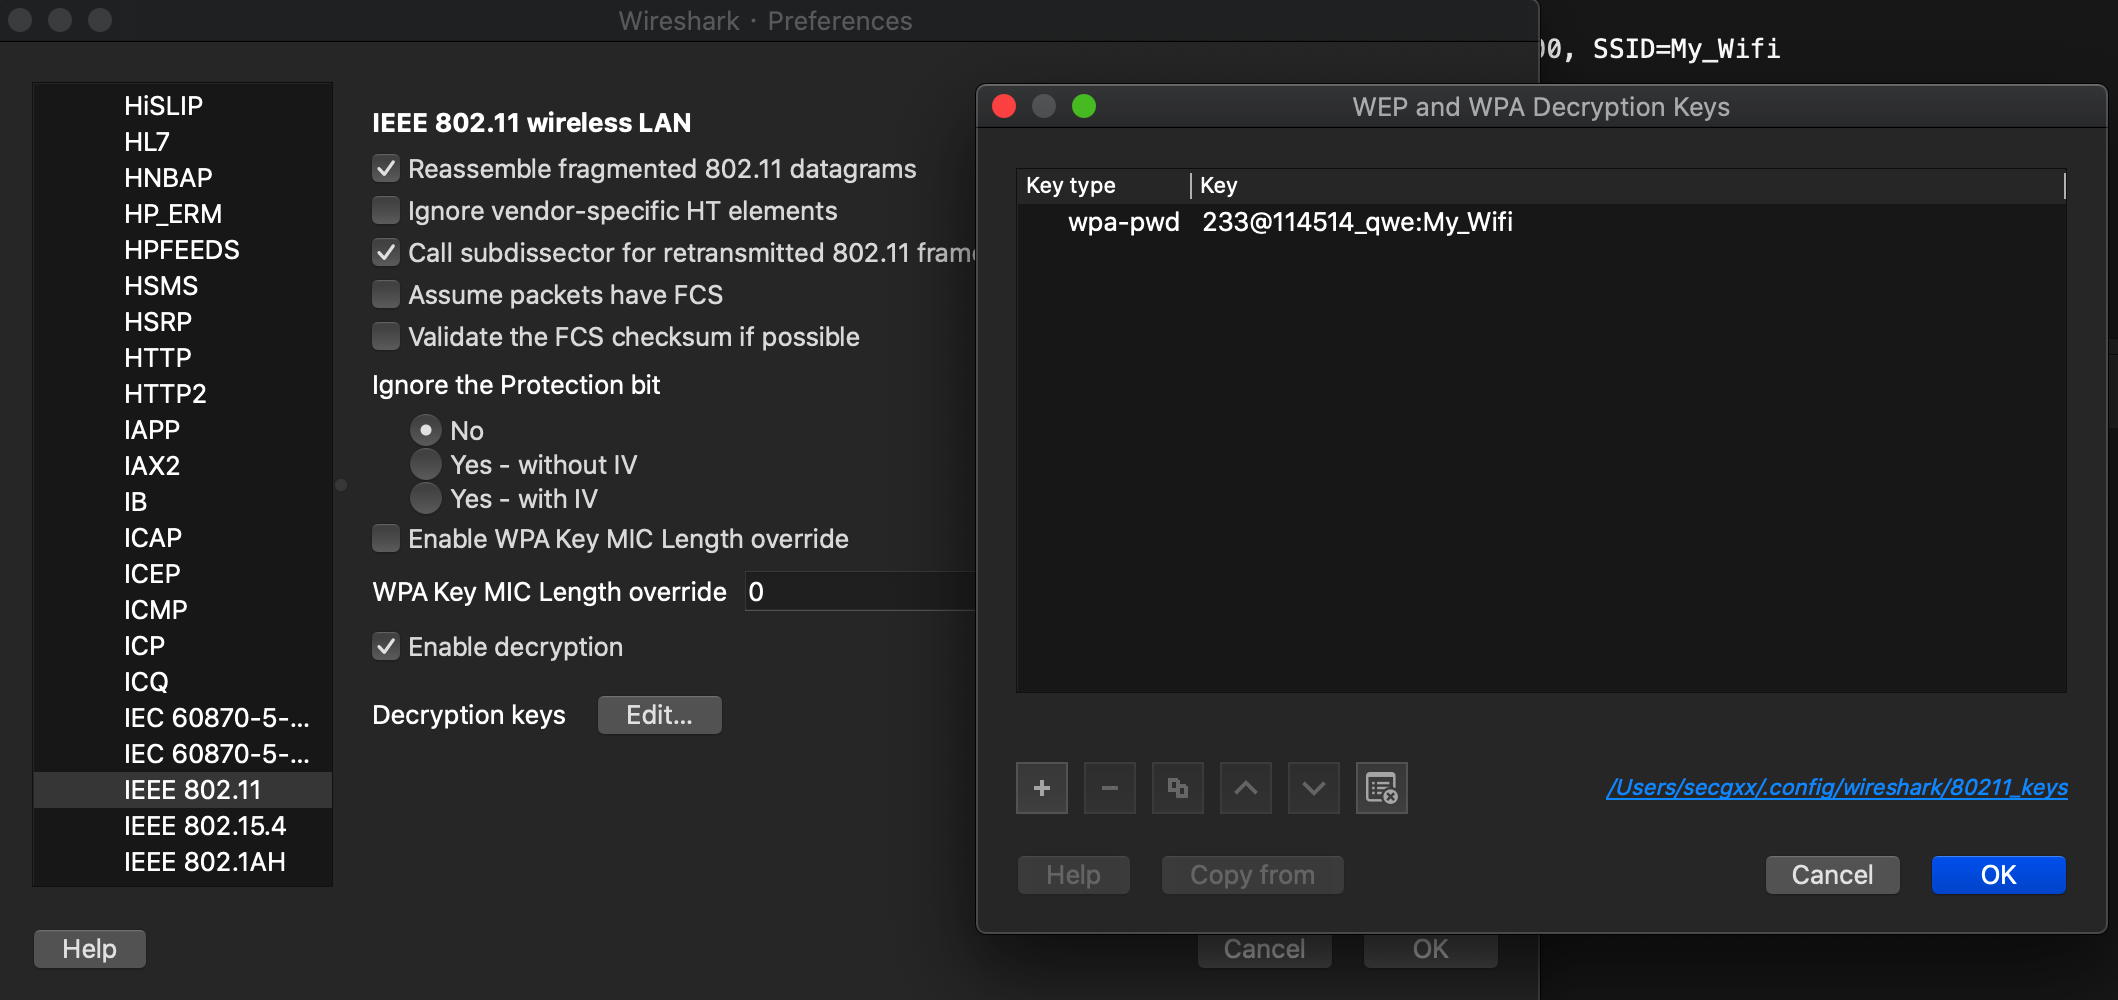 Wireshark · Preferences
00, SSID=My_Wifi
HiSLIP
HL7
HNBAP
HP_ERM
HPFEEDS
HSMS
HSRP
HTTP
HTTP2
IAPP
IAX2
IB
ICAP
ICEP
ICMP
ICP
ICQ
IEC 60870-5-...
IEC 60870-5-...
IEEE 802.11
IEEE 802.15.4
IEEE 802.1AH
IEEE 802.11 wireless LAN
Reassemble fragmented 802.11 datagrams
Ignore vendor-specific HT elements
Call subdissector for retransmitted 802.11
Assume packets have FCS
Validate the FCS checksum if possible
Ignore the Protection bit
No
Yes - without IV
Yes - with IV
Enable WPA Key MIC Length override
WPA Key MIC Length override 0
Enable decryption
Decryption keys Edit...
Help
Cancel OK
WEP and WPA Decryption Keys
Key type Key
wpa-pwd 233@114514_qwe:My_Wifi
+ −
/Users/secgxx/.config/wireshark/80211_keys
Help Copy from Cancel OK